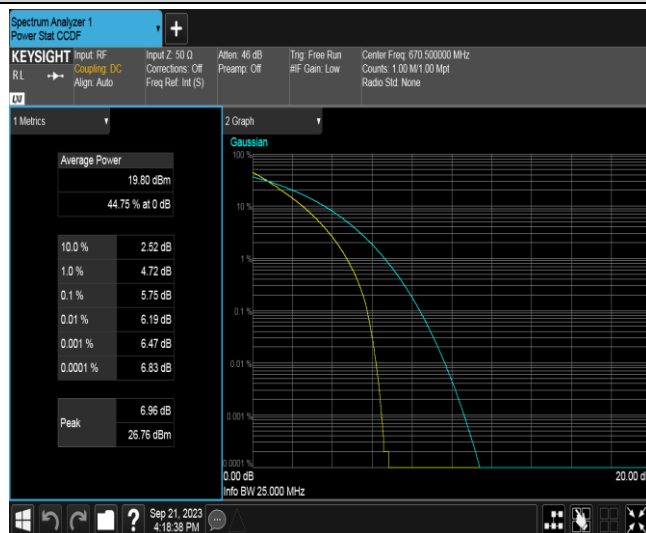 Spectrum Analyzer 1
Power Stat CCDF
+
KEYSIGHT
RL
LXI
Input: RF
Coupling: DC
Align: Auto
Input Z: 50 Ω
Corrections: Off
Freq Ref: Int (S)
Atten: 46 dB
Preamp: Off
Trig: Free Run
#IF Gain: Low
Center Freq: 670.500000 MHz
Counts: 1.00 M/1.00 Mpt
Radio Std: None
1 Metrics
Average Power
19.80 dBm
44.75 % at 0 dB
10.0 % 2.52 dB
1.0 % 4.72 dB
0.1 % 5.75 dB
0.01 % 6.19 dB
0.001 % 6.47 dB
0.0001 % 6.83 dB
Peak
6.96 dB
26.76 dBm
2 Graph
Gaussian
100 %
10 %
1 %
0.1 %
0.01 %
0.001 %
0.0001 %
0.00 dB
20.00 d
Info BW 25.000 MHz
?
Sep 21, 2023
4:18:38 PM